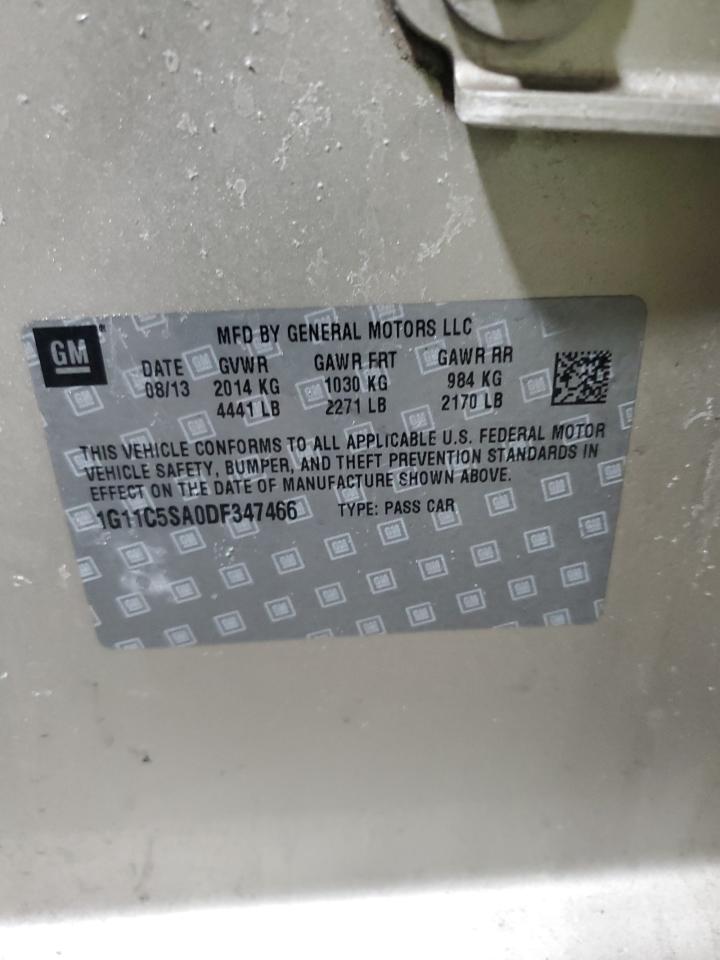 GM
MFD BY GENERAL MOTORS LLC
DATE GVWR GAWR FRT GAWR RR
08/13 2014 KG 1030 KG 984 KG
4441 LB 2271 LB 2170 LB
THIS VEHICLE CONFORMS TO ALL APPLICABLE U.S. FEDERAL MOTOR
VEHICLE SAFETY, BUMPER, AND THEFT PREVENTION STANDARDS IN
EFFECT ON THE DATE OF MANUFACTURE SHOWN ABOVE.
1G11C5SA0DF347466 TYPE: PASS CAR